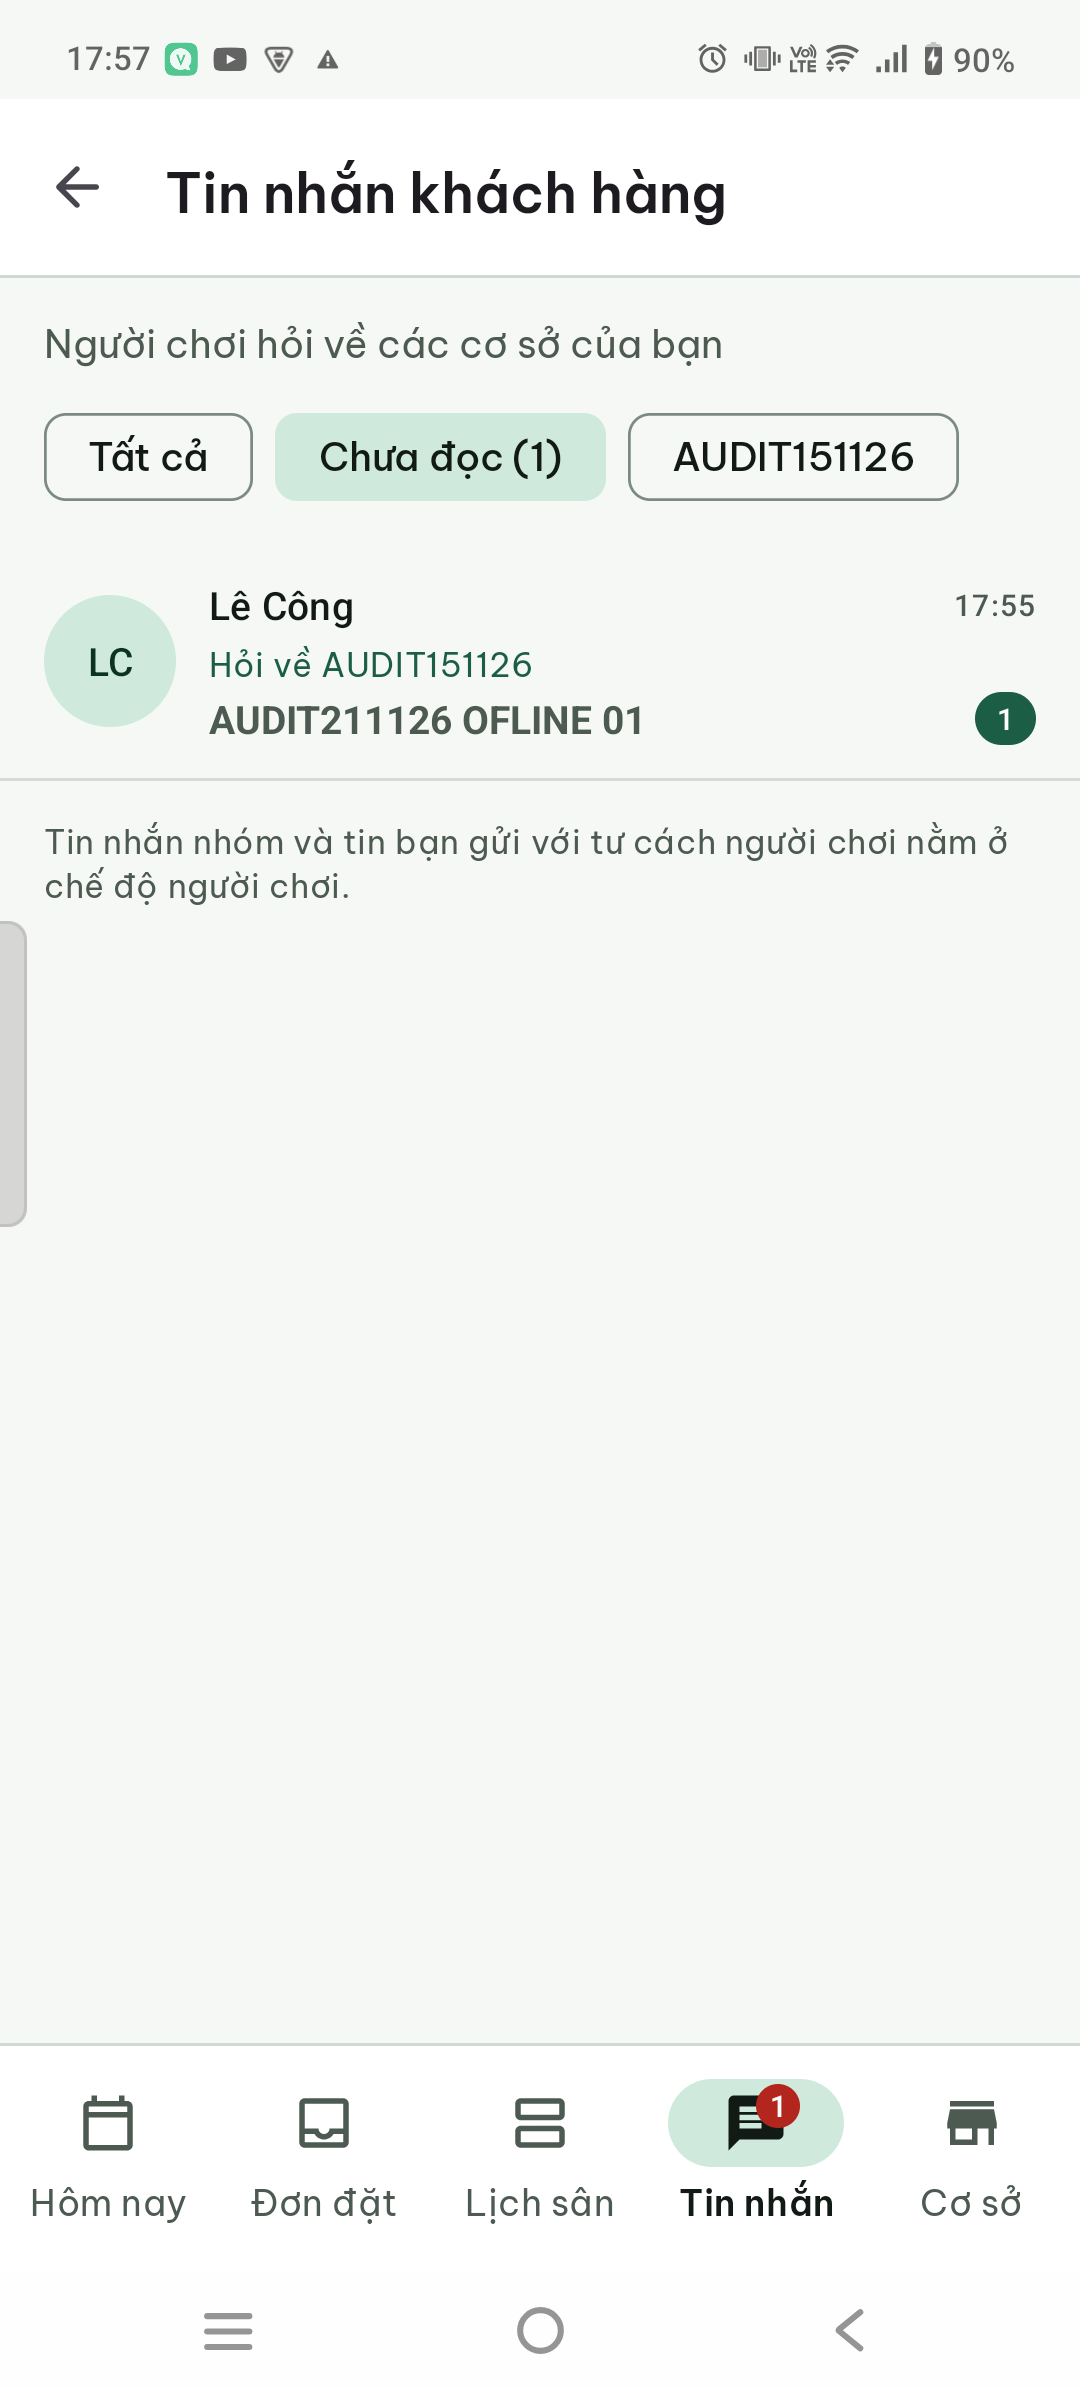 17:57
VoLTE 90%
Tin nhắn khách hàng
Người chơi hỏi về các cơ sở của bạn
Tất cả Chưa đọc (1) AUDIT151126
LC Lê Công 17:55
Hỏi về AUDIT151126
AUDIT211126 OFLINE 01 1
Tin nhắn nhóm và tin bạn gửi với tư cách người chơi nằm ở
chế độ người chơi.
1
Hôm nay Đơn đặt Lịch sân Tin nhắn Cơ sở